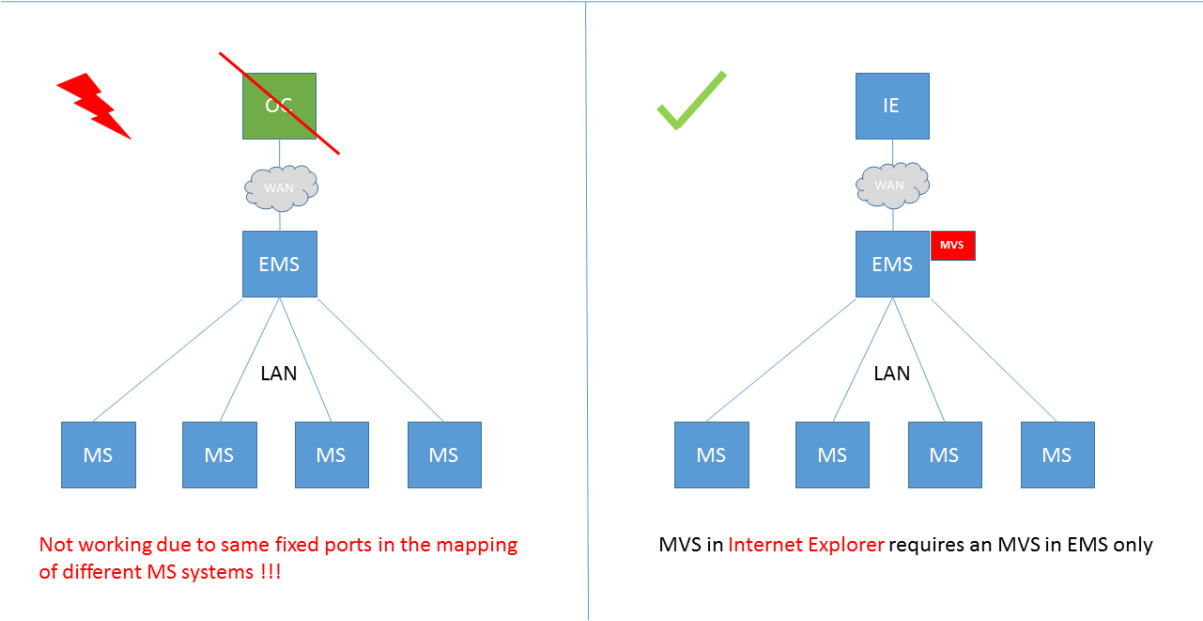 OC
WAN
EMS
LAN
MS MS MS MS
Not working due to same fixed ports in the mapping
of different MS systems !!!
IE
WAN
EMS MVS
LAN
MS MS MS MS
MVS in Internet Explorer requires an MVS in EMS only